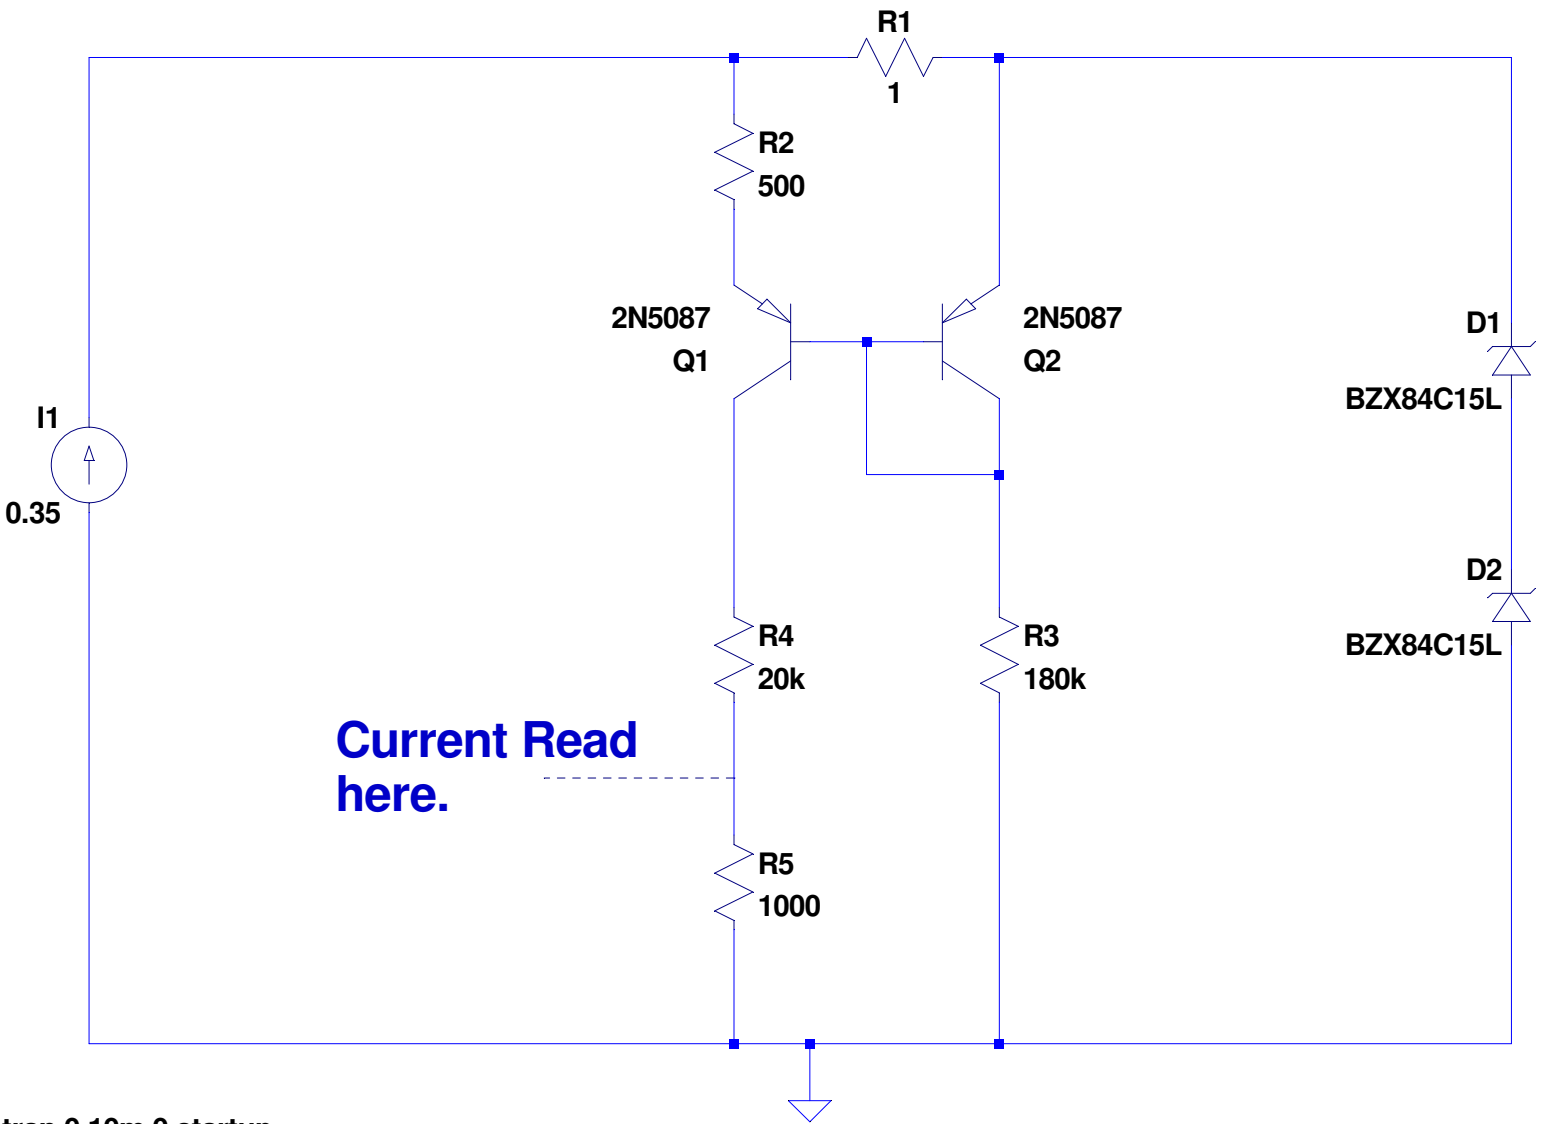 R1
1
R2
500
2N5087
Q1
2N5087
Q2
D1
BZX84C15L
I1
0.35
D2
BZX84C15L
R4
20k
R3
180k
Current Read
here.
R5
1000